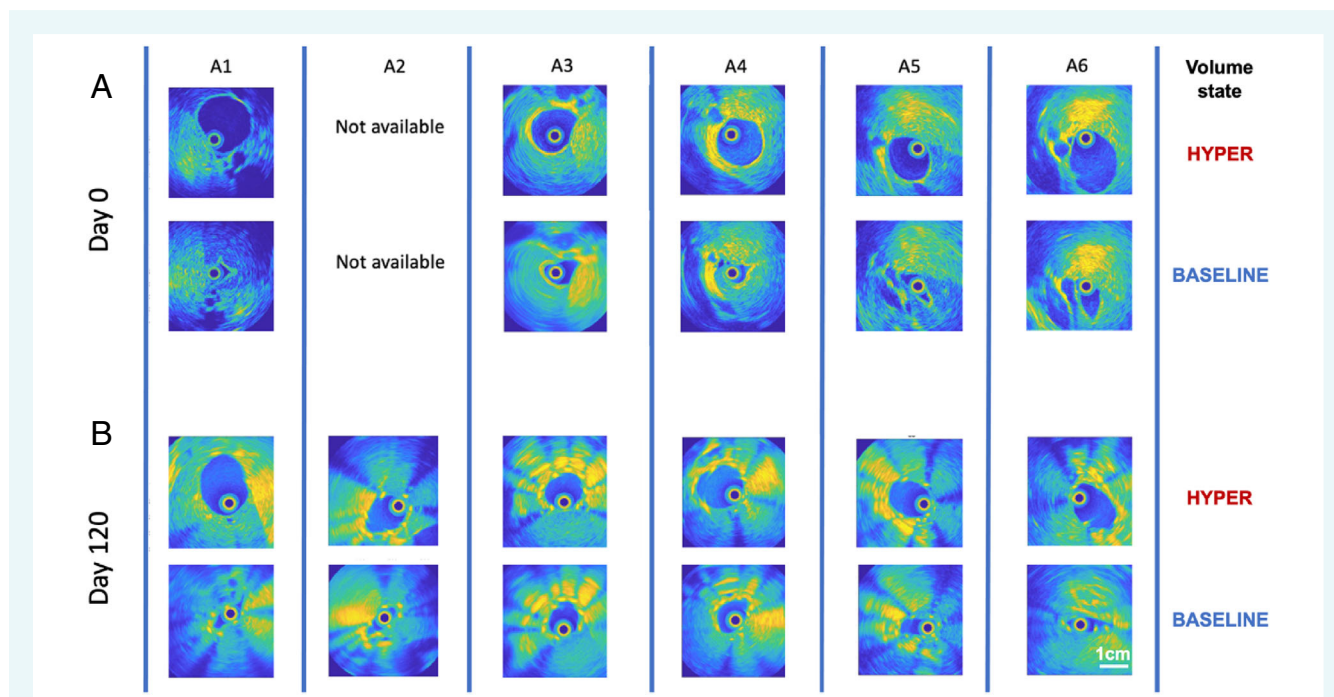 A1 A2 A3 A4 A5 A6 Volume
state
A
Day 0
Not available
HYPER
Not available
BASELINE
B
Day 120
HYPER
BASELINE
1cm